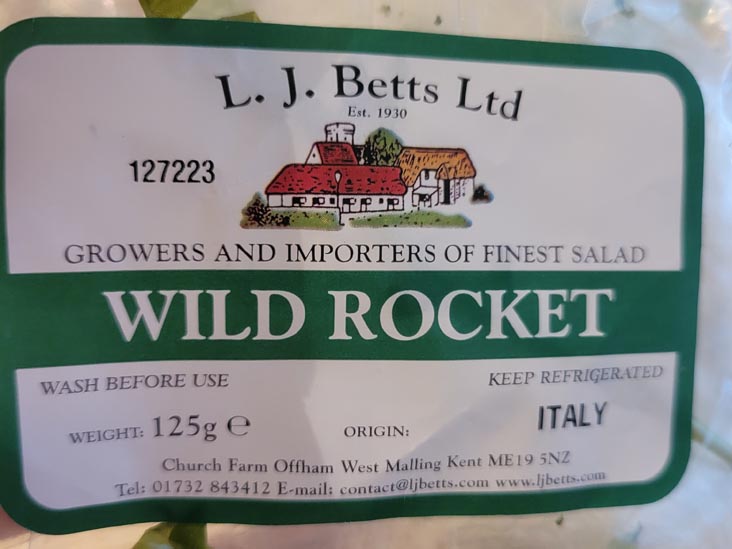 L. J. Betts Ltd
Est. 1930
127223
GROWERS AND IMPORTERS OF FINEST SALAD
WILD ROCKET
WASH BEFORE USE KEEP REFRIGERATED
WEIGHT: 125g ℮ ORIGIN: ITALY
Church Farm Offham West Malling Kent ME19 5NZ
Tel: 01732 843412 E-mail: contact@ljbetts.com www.ljbetts.com